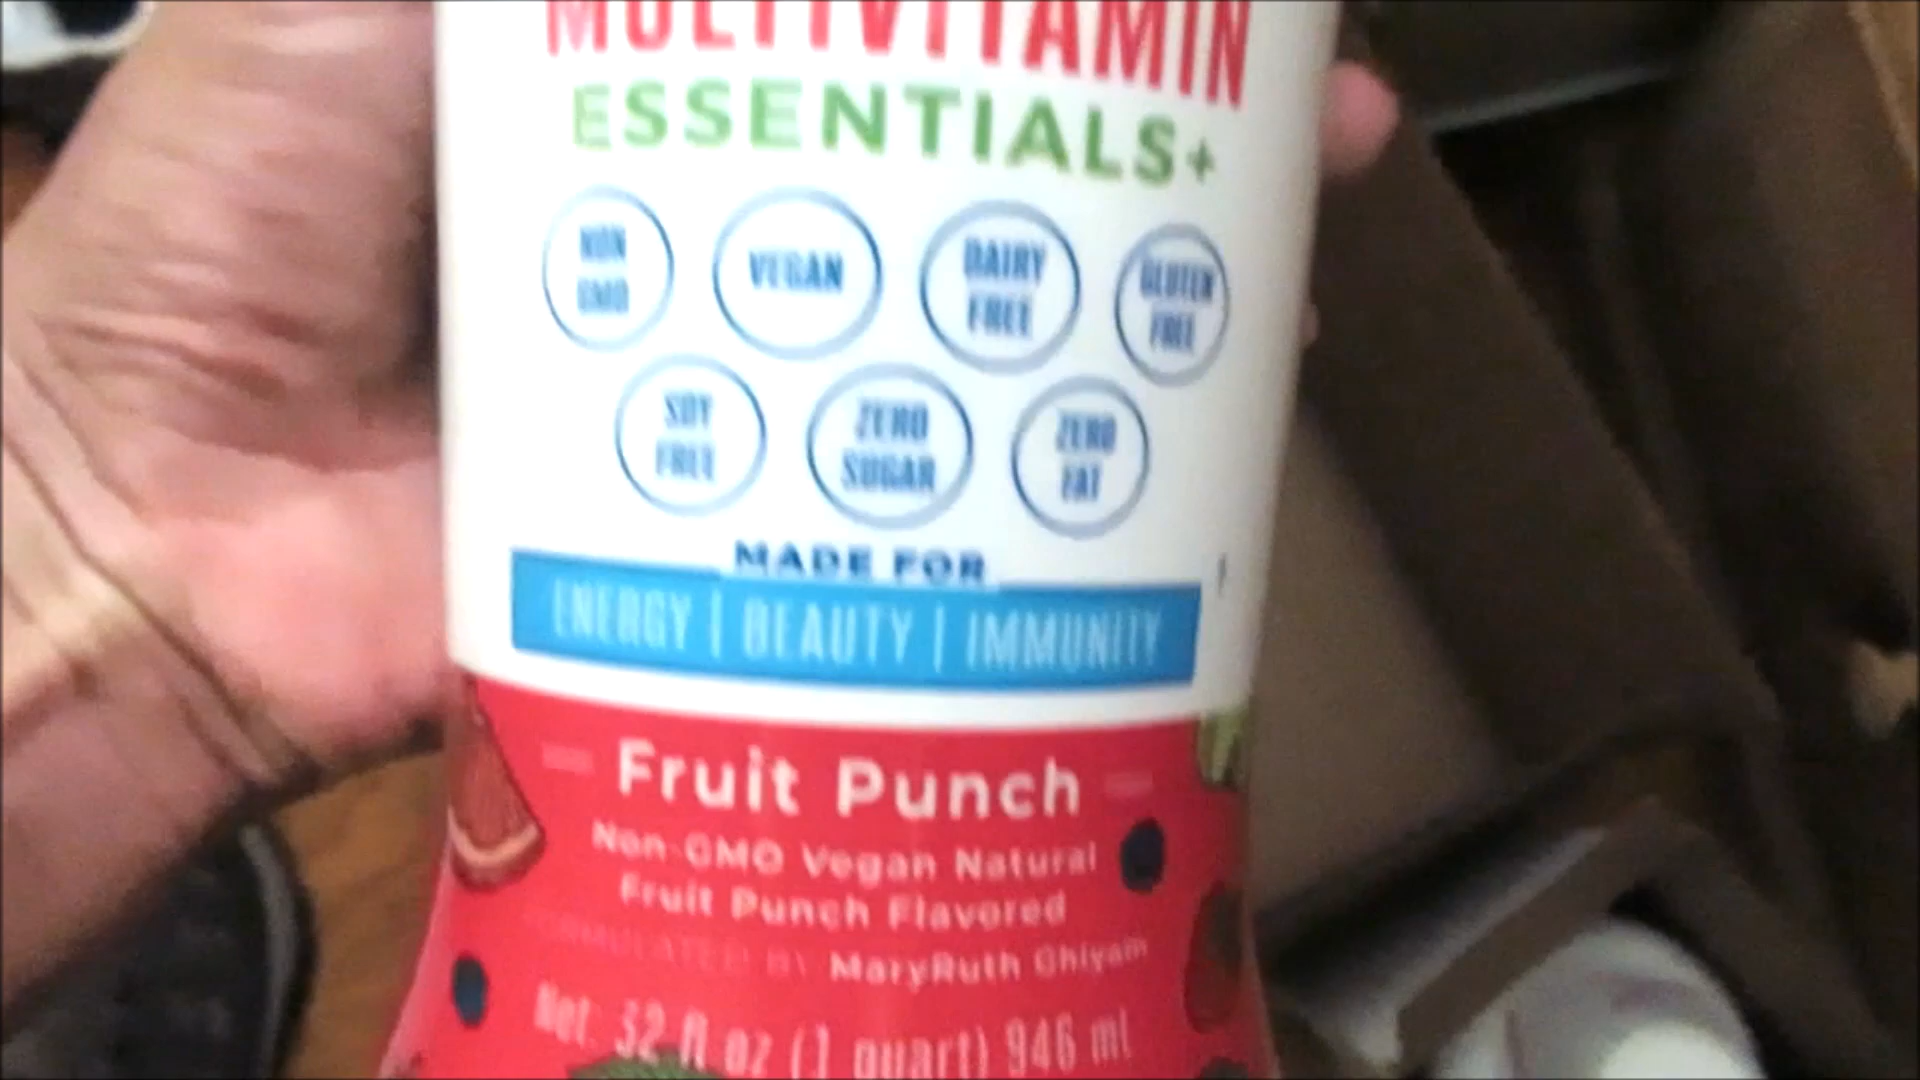 MULTIVITAMIN
ESSENTIALS+
NON
GMO
VEGAN
DAIRY
FREE
GLUTEN
FREE
SOY
FREE
ZERO
SUGAR
ZERO
FAT
MADE FOR
ENERGY | BEAUTY | IMMUNITY
Fruit Punch
Non-GMO Vegan Natural
Fruit Punch Flavored
FORMULATED BY MaryRuth Ghiyam
Net: 32 fl oz (1 quart) 946 ml